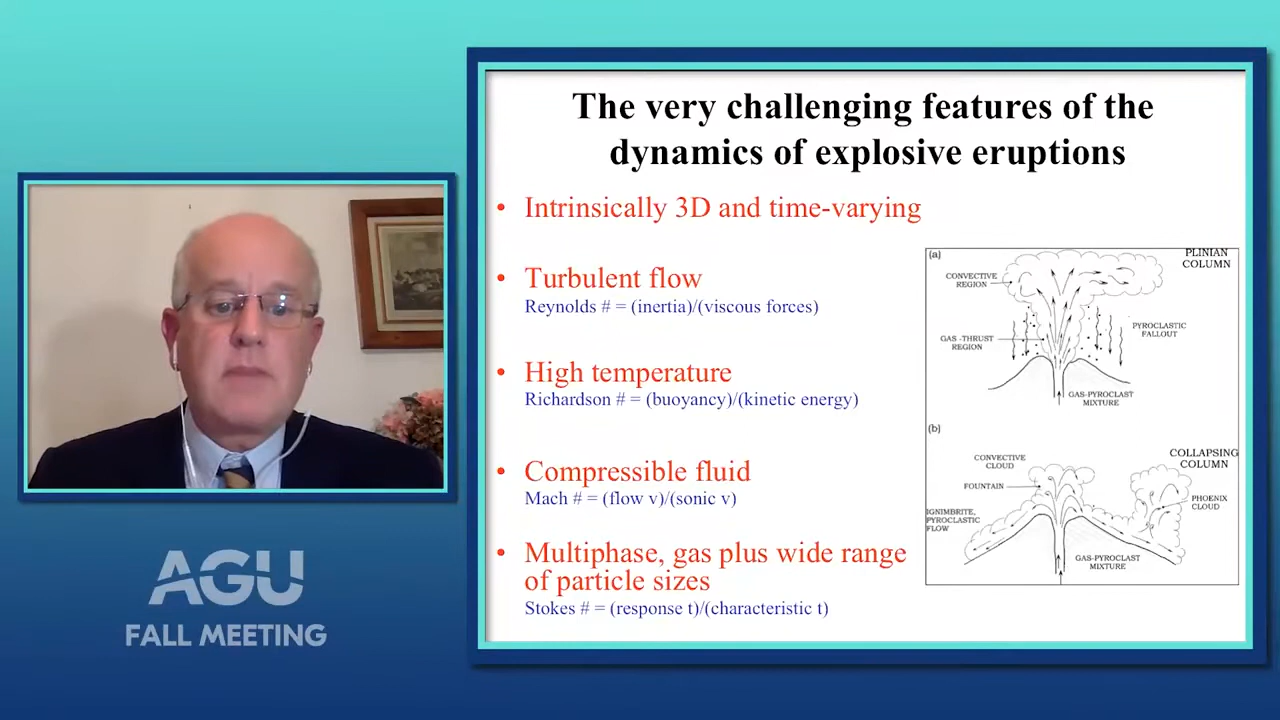 The very challenging features of the
dynamics of explosive eruptions
• Intrinsically 3D and time-varying
• Turbulent flow
Reynolds # = (inertia)/(viscous forces)
• High temperature
Richardson # = (buoyancy)/(kinetic energy)
• Compressible fluid
Mach # = (flow v)/(sonic v)
• Multiphase, gas plus wide range
of particle sizes
Stokes # = (response t)/(characteristic t)
(a)
PLINIAN
COLUMN
CONVECTIVE
REGION
GAS-THRUST
REGION
PYROCLASTIC
FALLOUT
GAS-PYROCLAST
MIXTURE
(b)
COLLAPSING
COLUMN
CONVECTIVE
CLOUD
FOUNTAIN
PHOENIX
CLOUD
IGNIMBRITE,
PYROCLASTIC
FLOW
GAS-PYROCLAST
MIXTURE
AGU
FALL MEETING